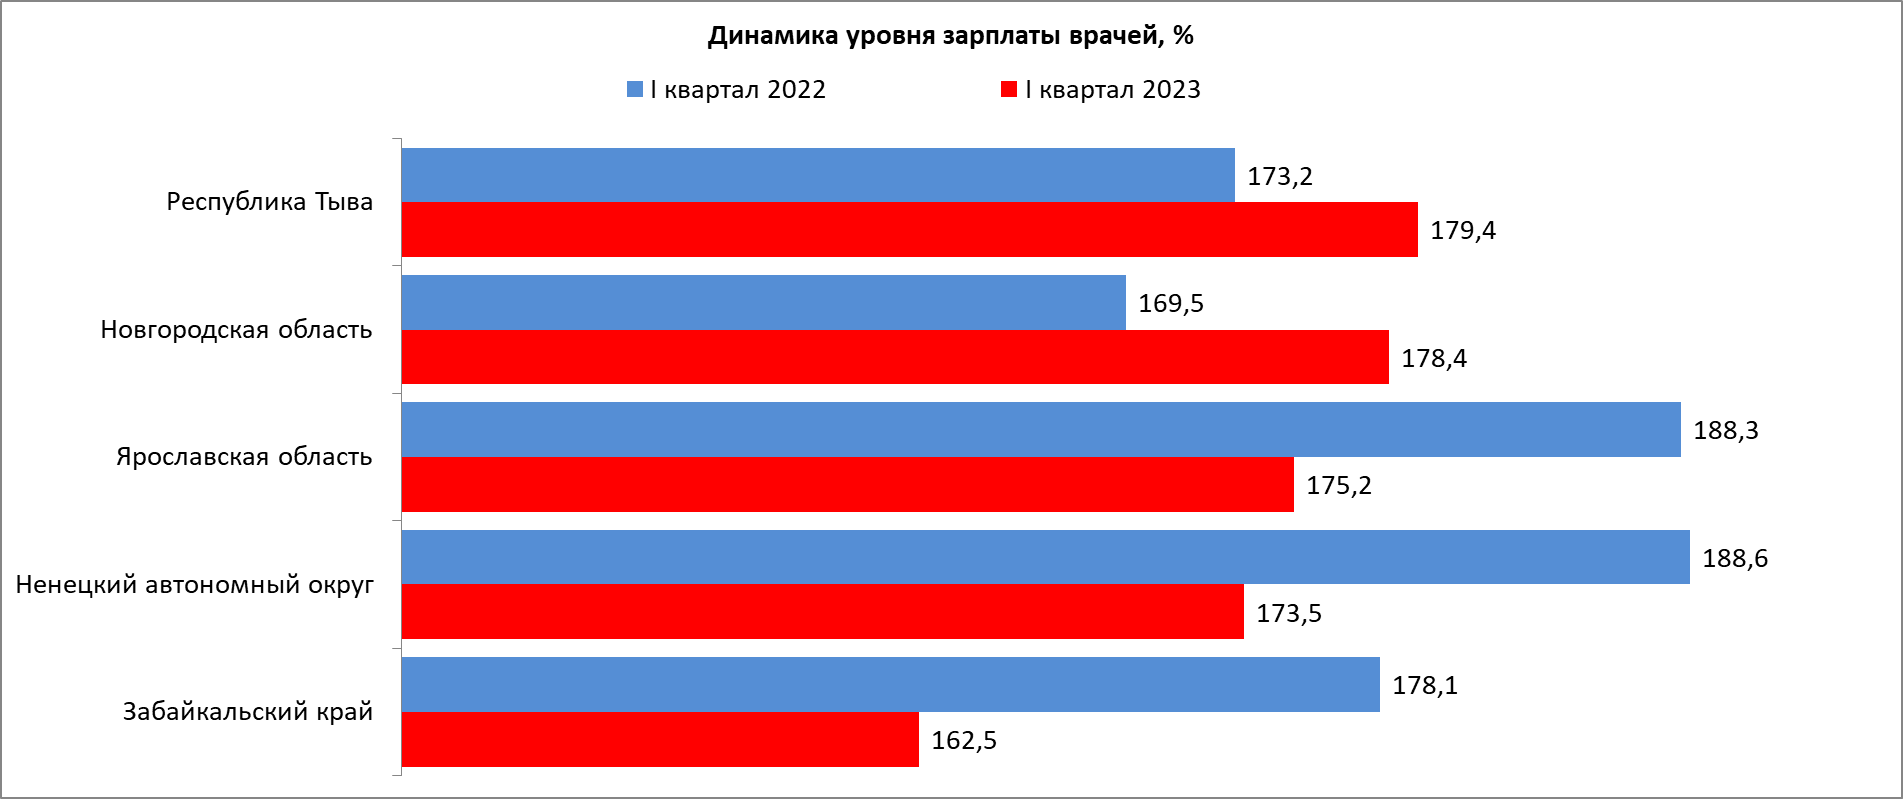 Динамика уровня зарплаты врачей, %
I квартал 2022
I квартал 2023
Республика Тыва
173,2
179,4
Новгородская область
169,5
178,4
Ярославская область
188,3
175,2
Ненецкий автономный округ
188,6
173,5
Забайкальский край
178,1
162,5